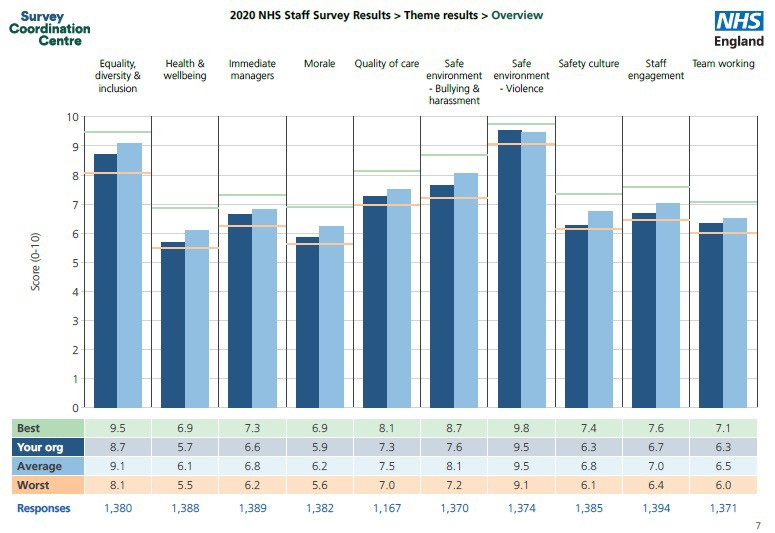 Survey
Coordination
Centre
2020 NHS Staff Survey Results > Theme results > Overview
NHS
England
Equality,
diversity &
inclusion
Health &
wellbeing
Immediate
managers
Morale
Quality of care
Safe
environment
- Bullying &
harassment
Safe
environment
- Violence
Safety culture
Staff
engagement
Team working
Score (0-10)
10
9
8
7
6
5
4
3
2
1
0
Best 9.5 6.9 7.3 6.9 8.1 8.7 9.8 7.4 7.6 7.1
Your org 8.7 5.7 6.6 5.9 7.3 7.6 9.5 6.3 6.7 6.3
Average 9.1 6.1 6.8 6.2 7.5 8.1 9.5 6.8 7.0 6.5
Worst 8.1 5.5 6.2 5.6 7.0 7.2 9.1 6.1 6.4 6.0
Responses 1,380 1,388 1,389 1,382 1,167 1,370 1,374 1,385 1,394 1,371
7